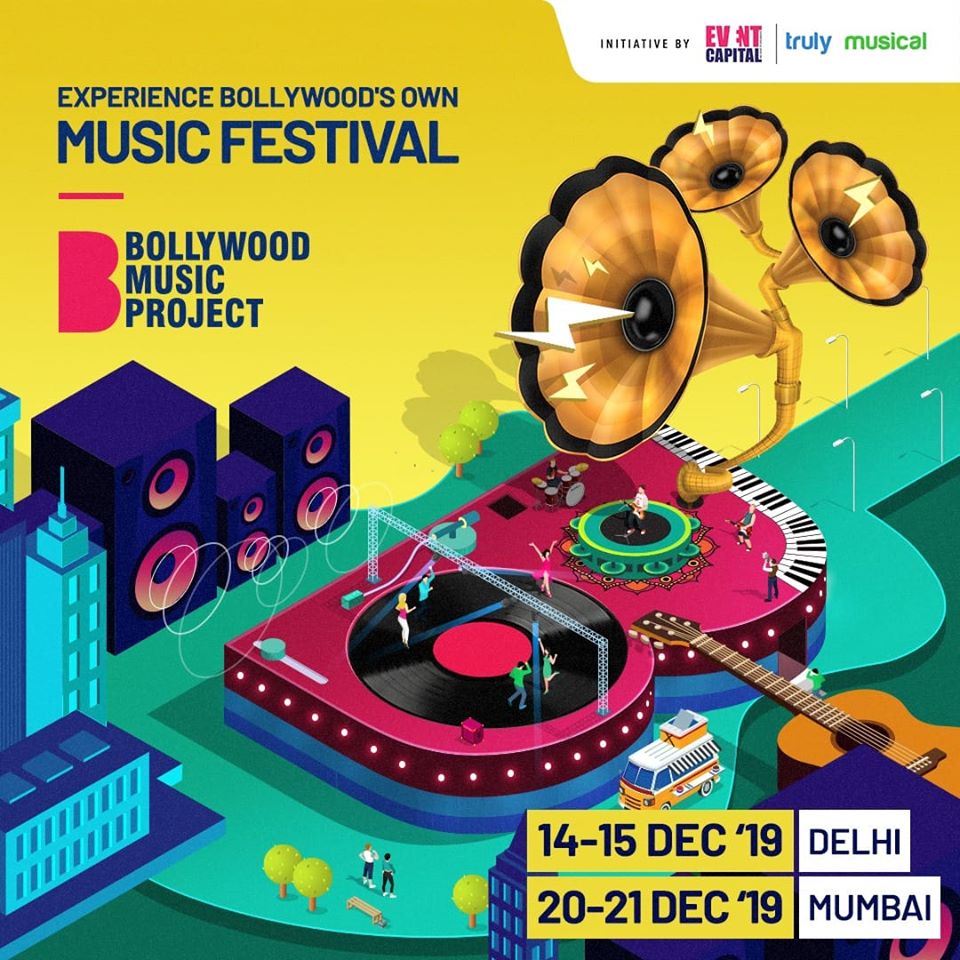 INITIATIVE BY EVENT CAPITAL truly musical
EXPERIENCE BOLLYWOOD'S OWN
MUSIC FESTIVAL
B BOLLYWOOD
MUSIC
PROJECT
14-15 DEC ‘19 DELHI
20-21 DEC ‘19 MUMBAI